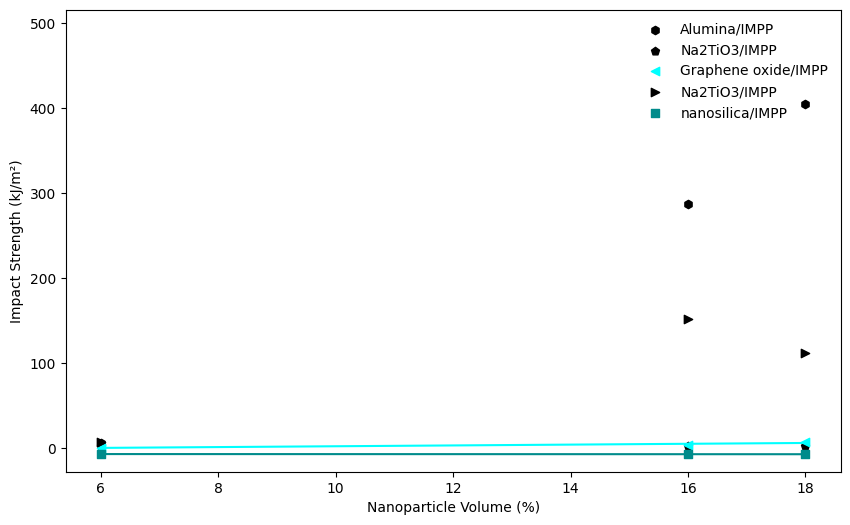 500
400
300
200
100
0
Impact Strength (kJ/m²)
Alumina/IMPP
Na2TiO3/IMPP
Graphene oxide/IMPP
Na2TiO3/IMPP
nanosilica/IMPP
6 8 10 12 14 16 18
Nanoparticle Volume (%)